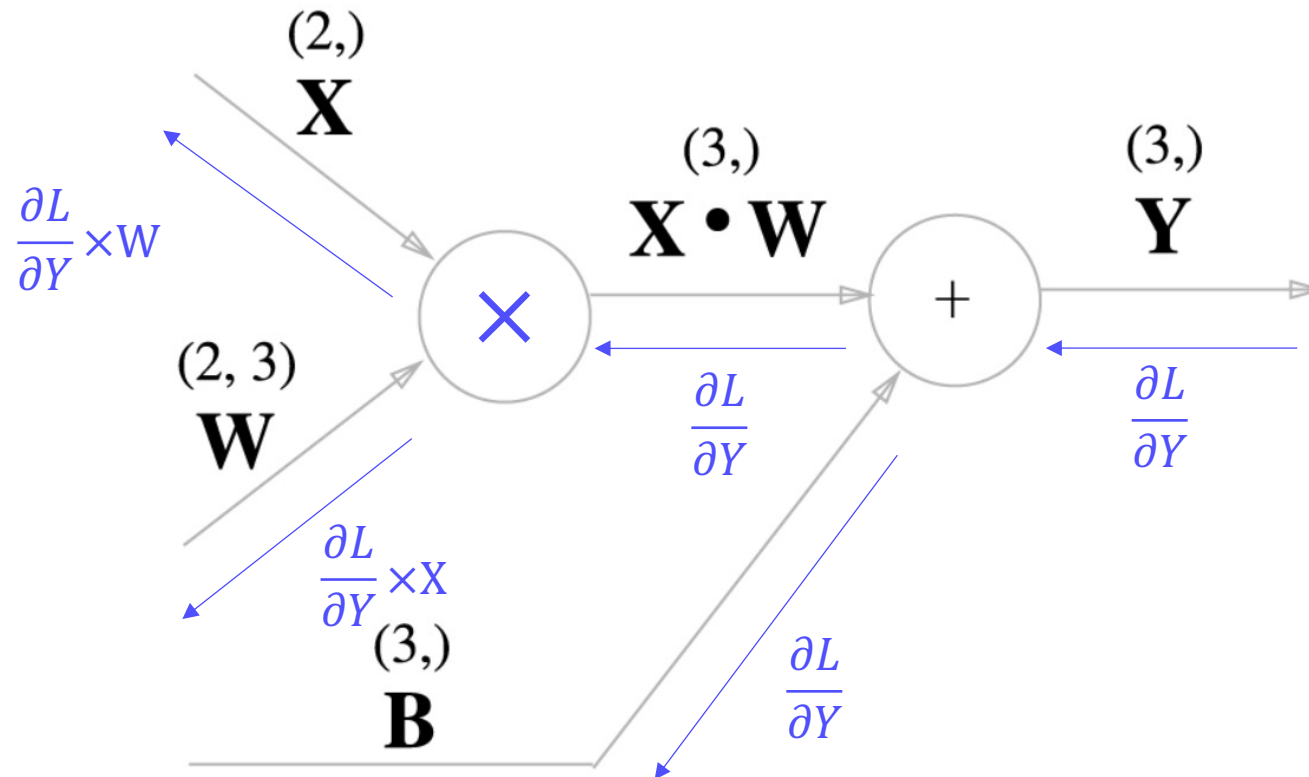 (2,)
X
(3,)
X • W
(3,)
Y
∂L
∂Y
×W
×
+
(2, 3)
W
∂L
∂Y
∂L
∂Y
∂L
∂Y
×X
(3,)
B
∂L
∂Y